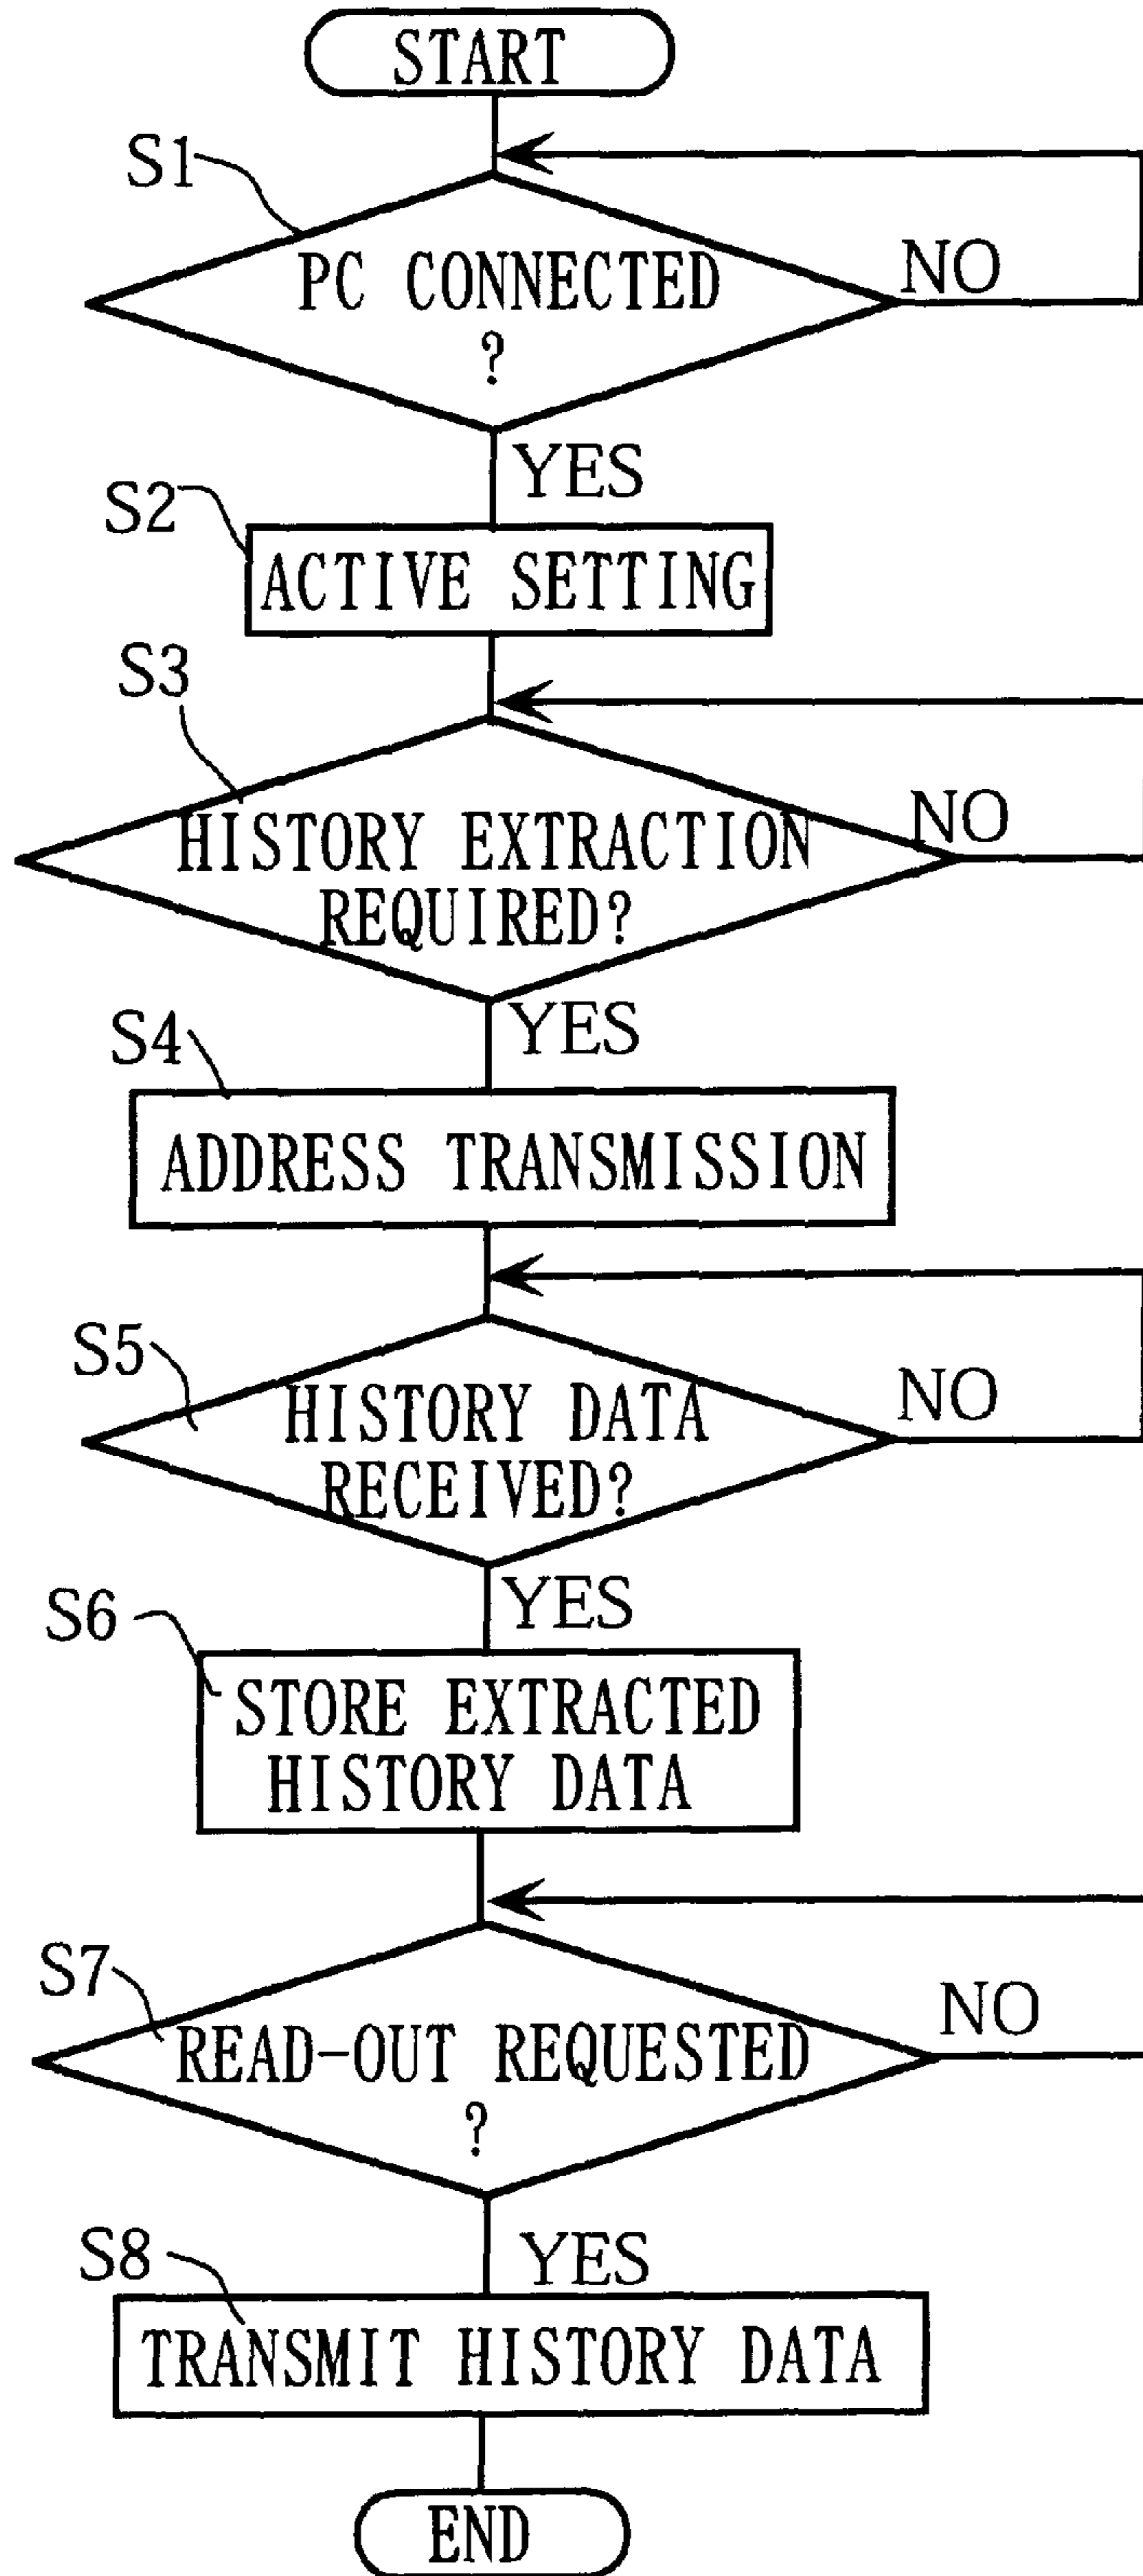 START
S1
PC CONNECTED
?
NO
YES
S2
ACTIVE SETTING
S3
HISTORY EXTRACTION
REQUIRED?
NO
YES
S4
ADDRESS TRANSMISSION
S5
HISTORY DATA
RECEIVED?
NO
YES
S6
STORE EXTRACTED
HISTORY DATA
S7
READ-OUT REQUESTED
?
NO
YES
S8
TRANSMIT HISTORY DATA
END